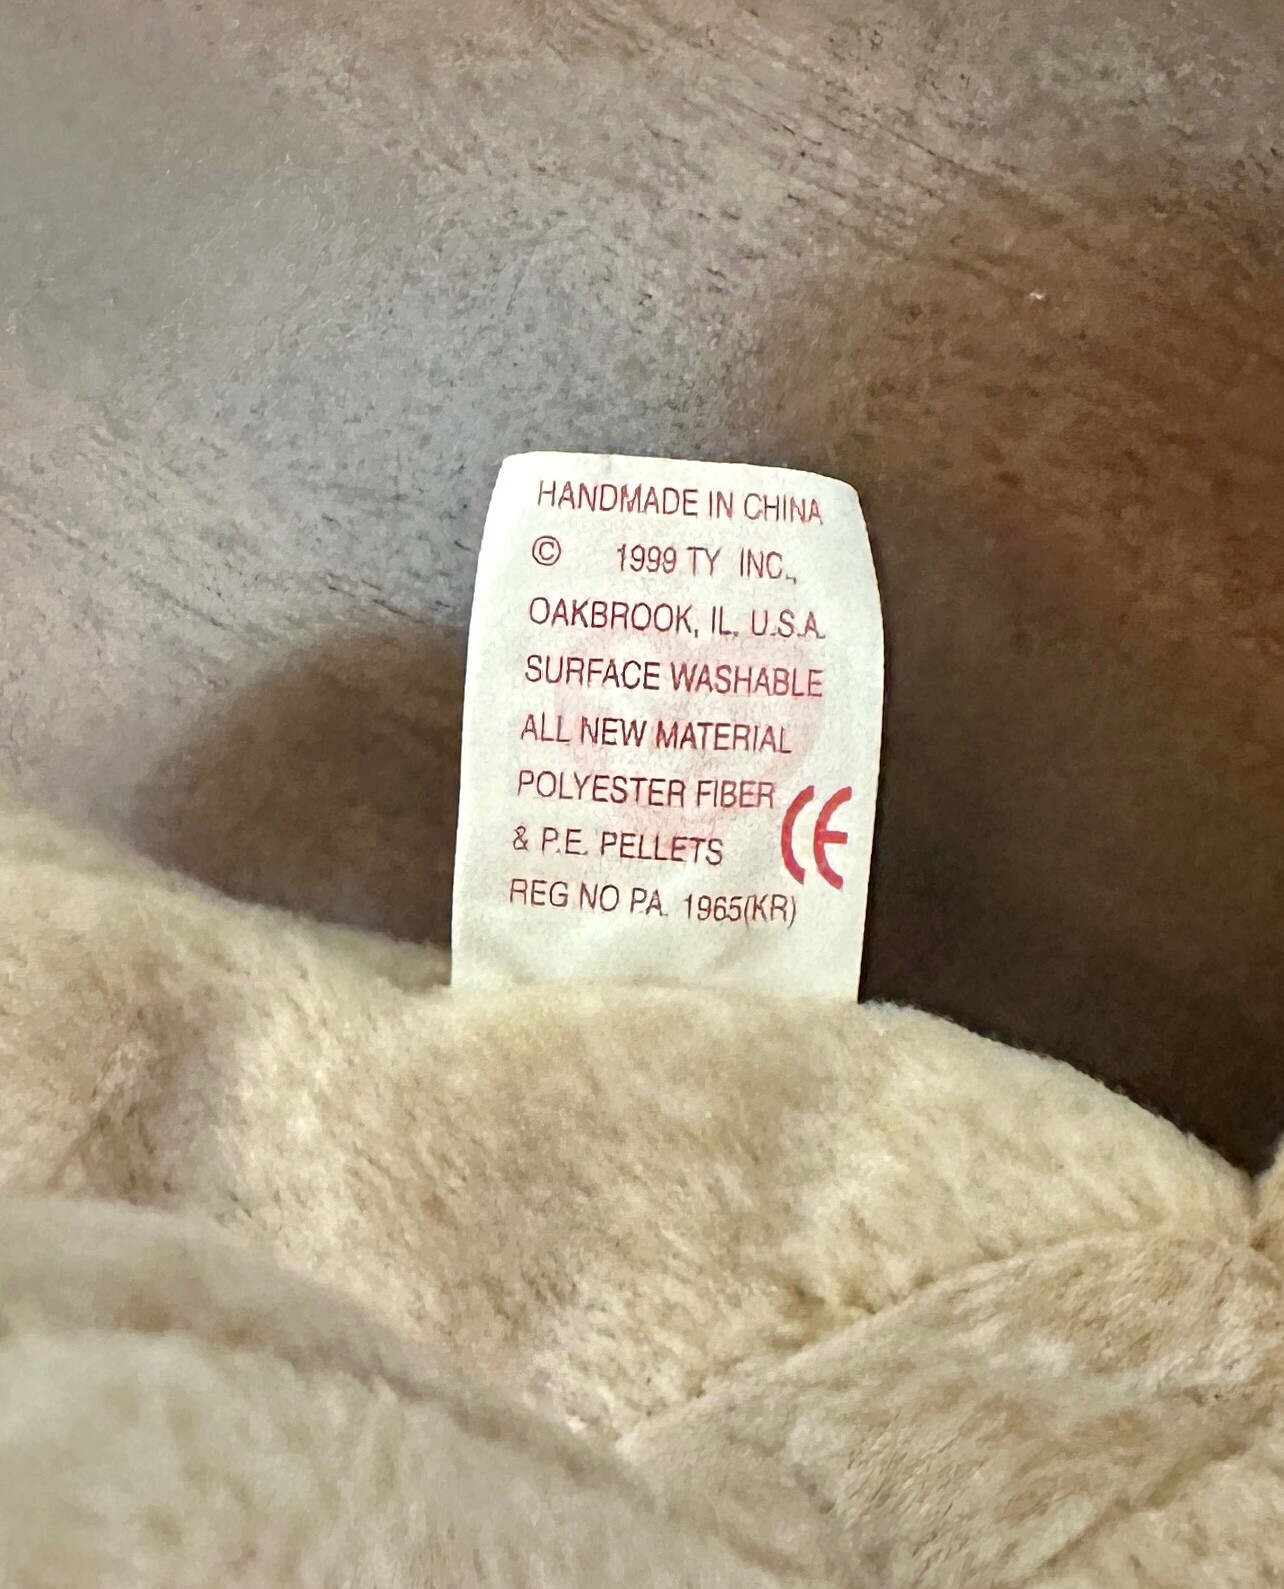 HANDMADE IN CHINA
© 1999 TY INC.,
OAKBROOK, IL. U.S.A.
SURFACE WASHABLE
ALL NEW MATERIAL
POLYESTER FIBER
& P.E. PELLETS
CE
REG NO PA. 1965(KR)